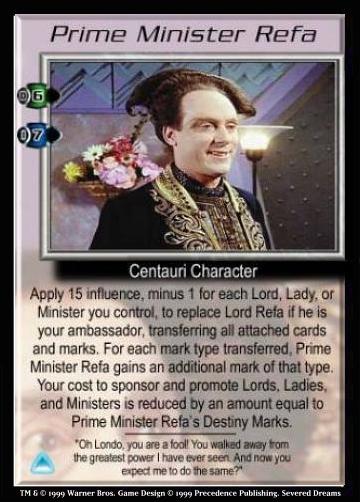 Prime Minister Refa
6
7
Centauri Character
Apply 15 influence, minus 1 for each Lord, Lady, or
Minister you control, to replace Lord Refa if he is
your ambassador, transferring all attached cards
and marks. For each mark type transferred, Prime
Minister Refa gains an additional mark of that type.
Your cost to sponsor and promote Lords, Ladies,
and Ministers is reduced by an amount equal to
Prime Minister Refa's Destiny Marks.
"Oh Londo, you are a fool! You walked away from
the greatest power I have ever seen. And now you
expect me to do the same?"
TM & © 1999 Warner Bros. Game Design © 1999 Precedence Publishing. Severed Dreams